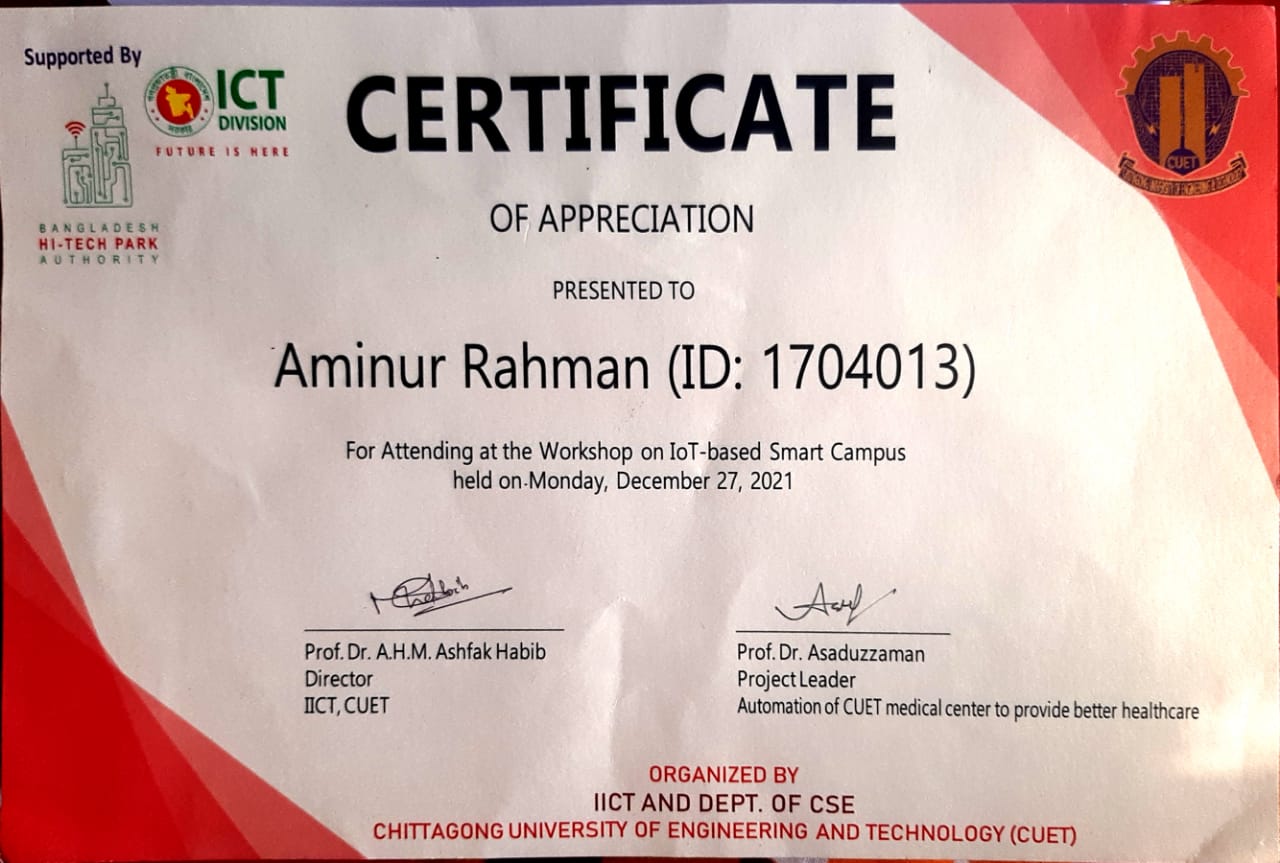 Supported By
ICT
DIVISION
FUTURE IS HERE
BANGLADESH
HI-TECH PARK
AUTHORITY
CUET
CERTIFICATE
OF APPRECIATION
PRESENTED TO
Aminur Rahman (ID: 1704013)
For Attending at the Workshop on IoT-based Smart Campus
held on Monday, December 27, 2021
Prof. Dr. A.H.M. Ashfak Habib
Director
IICT, CUET
Prof. Dr. Asaduzzaman
Project Leader
Automation of CUET medical center to provide better healthcare
ORGANIZED BY
IICT AND DEPT. OF CSE
CHITTAGONG UNIVERSITY OF ENGINEERING AND TECHNOLOGY (CUET)